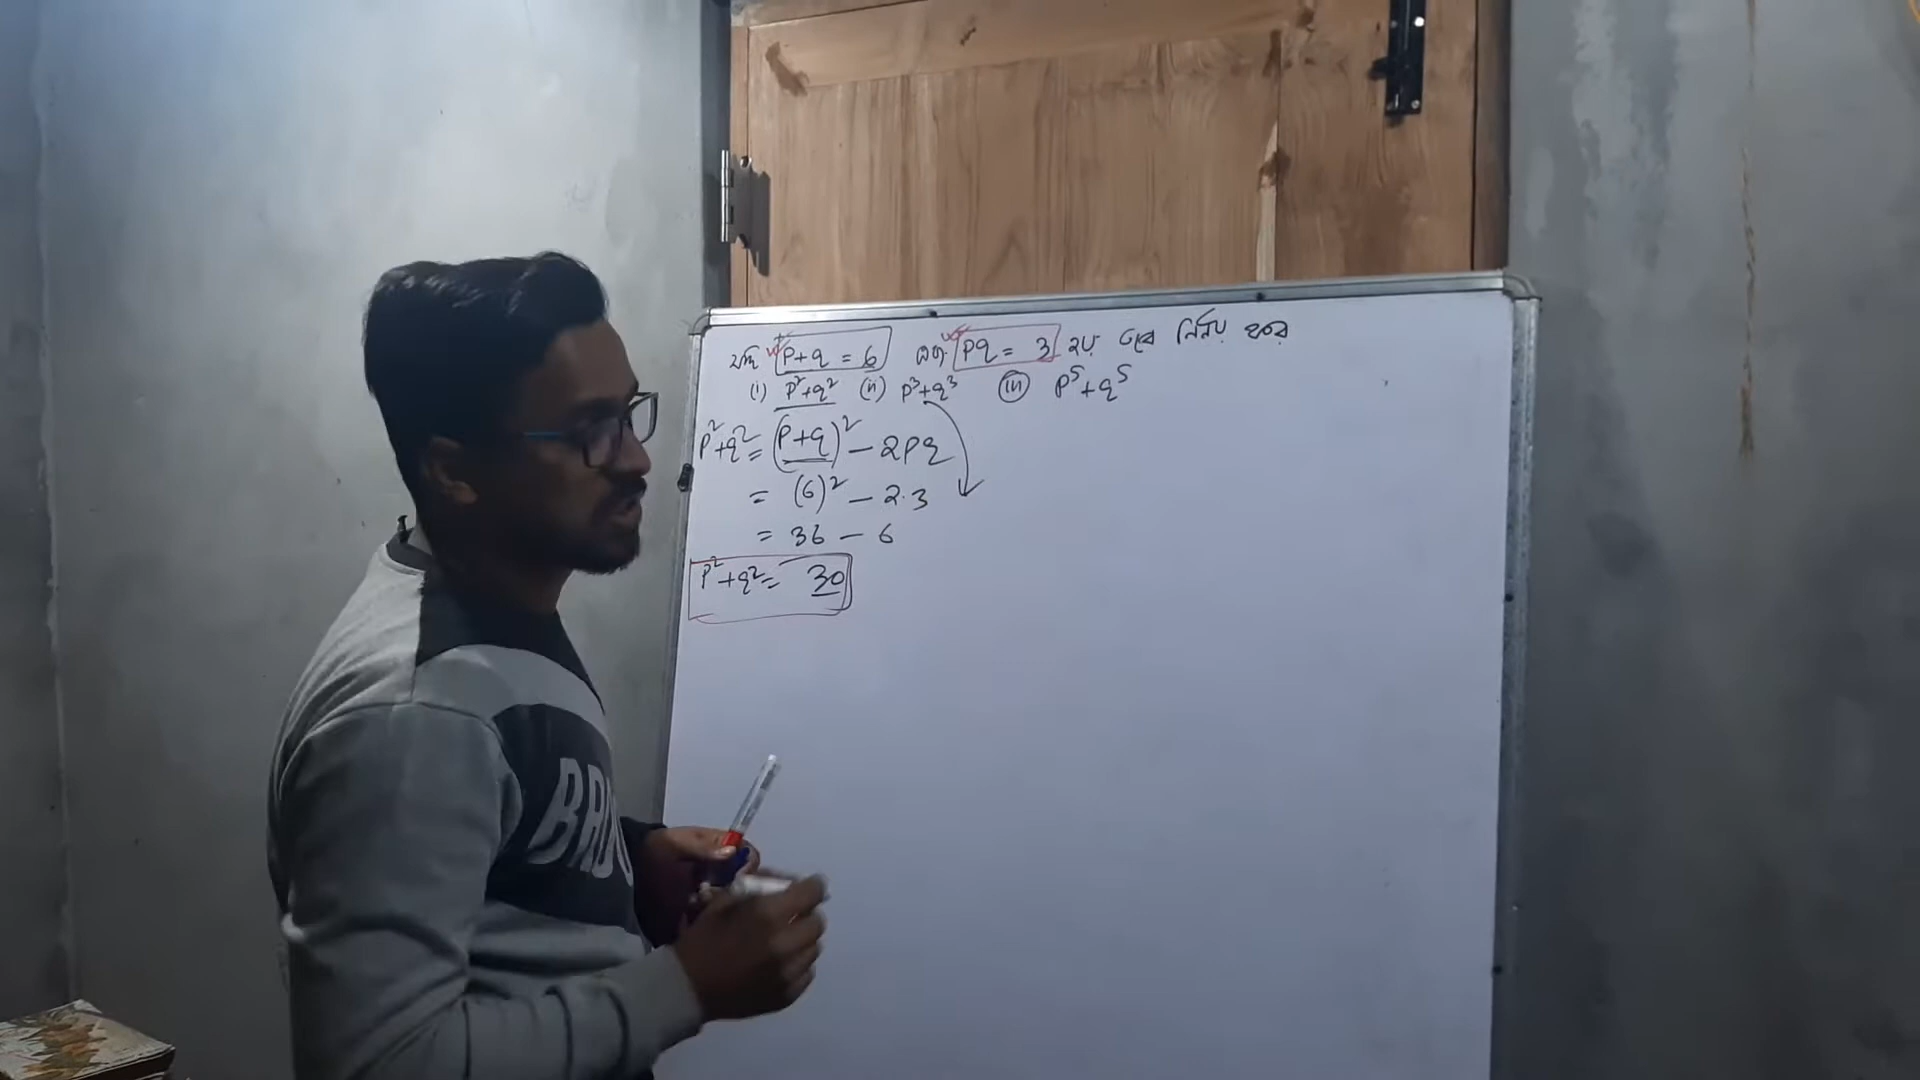 যদি p+q = 6 এবং pq = 3 হয় তবে নির্ণয় কর
(i) p²+q² (ii) p³+q³ (iii) p⁵+q⁵
p²+q² = (p+q)² – 2pq
= (6)² – 2.3
= 36 – 6
p²+q² = 30